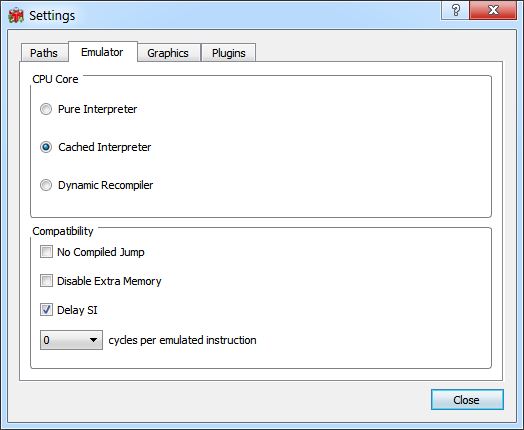 Settings
Paths Emulator Graphics Plugins
CPU Core
Pure Interpreter
Cached Interpreter
Dynamic Recompiler
Compatibility
No Compiled Jump
Disable Extra Memory
Delay SI
0 cycles per emulated instruction
Close